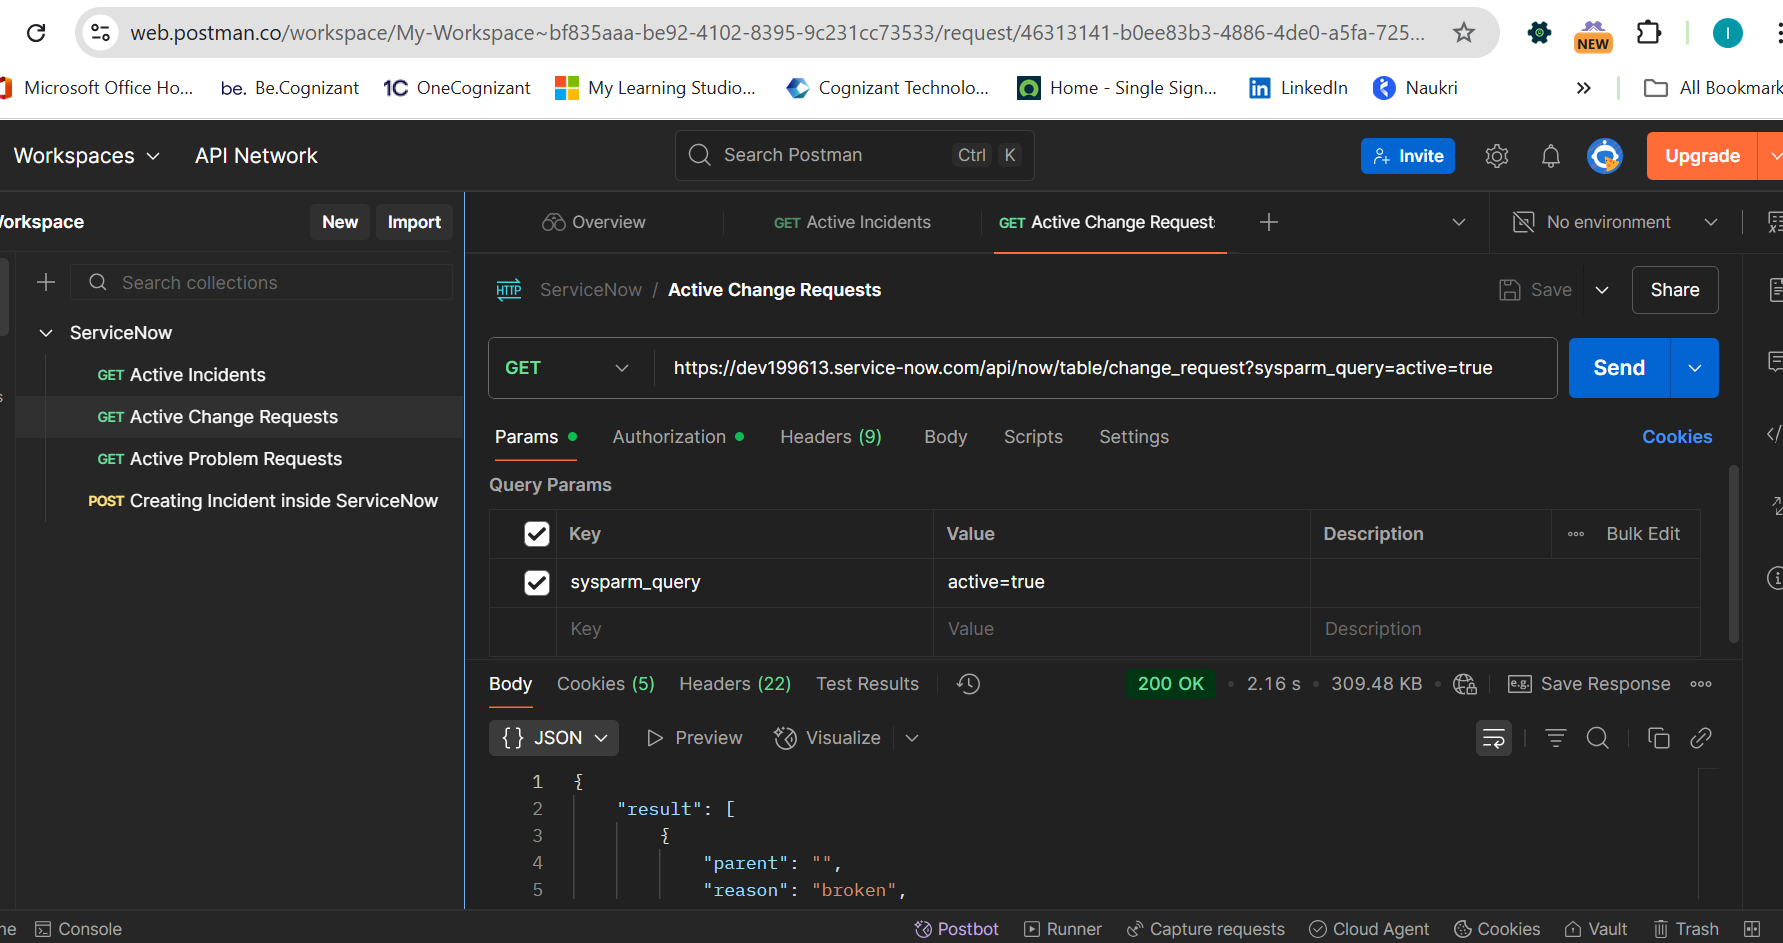 web.postman.co/workspace/My-Workspace~bf835aaa-be92-4102-8395-9c231cc73533/request/46313141-b0ee83b3-4886-4de0-a5fa-725...
NEW
I
Microsoft Office Ho...
be. Be.Cognizant
1C OneCognizant
My Learning Studio...
Cognizant Technolo...
Home - Single Sign...
in LinkedIn
Naukri
»
All Bookmark
Workspaces
API Network
Search Postman
Ctrl K
Invite
Upgrade
Workspace
New
Import
Overview
GET Active Incidents
GET Active Change Request
No environment
Search collections
HTTP ServiceNow / Active Change Requests
Save
Share
ServiceNow
GET Active Incidents
GET Active Change Requests
GET Active Problem Requests
POST Creating Incident inside ServiceNow
GET
https://dev199613.service-now.com/api/now/table/change_request?sysparm_query=active=true
Send
Params
Authorization
Headers (9)
Body
Scripts
Settings
Cookies
Query Params
Key Value Description Bulk Edit
sysparm_query active=true
Key Value Description
Body
Cookies (5)
Headers (22)
Test Results
200 OK
2.16 s
309.48 KB
e.g. Save Response
{} JSON
Preview
Visualize
1 {
2 "result": [
3 {
4 "parent": "",
5 "reason": "broken",
ne
Console
Postbot
Runner
Capture requests
Cloud Agent
Cookies
Vault
Trash